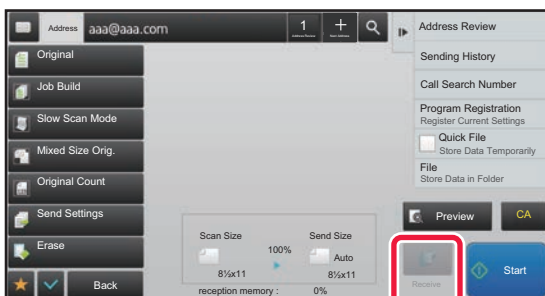 Address aaa@aaa.com 1
Original
Job Build
Slow Scan Mode
Mixed Size Orig.
Original Count
Send Settings
Erase
Back
Scan Size
100%
Send Size
Auto
8½x11
8½x11
reception memory : 0%
Address Review
Sending History
Call Search Number
Program Registration
Register Current Settings
Quick File
Store Data Temporarily
File
Store Data in Folder
Preview
CA
Receive
Start